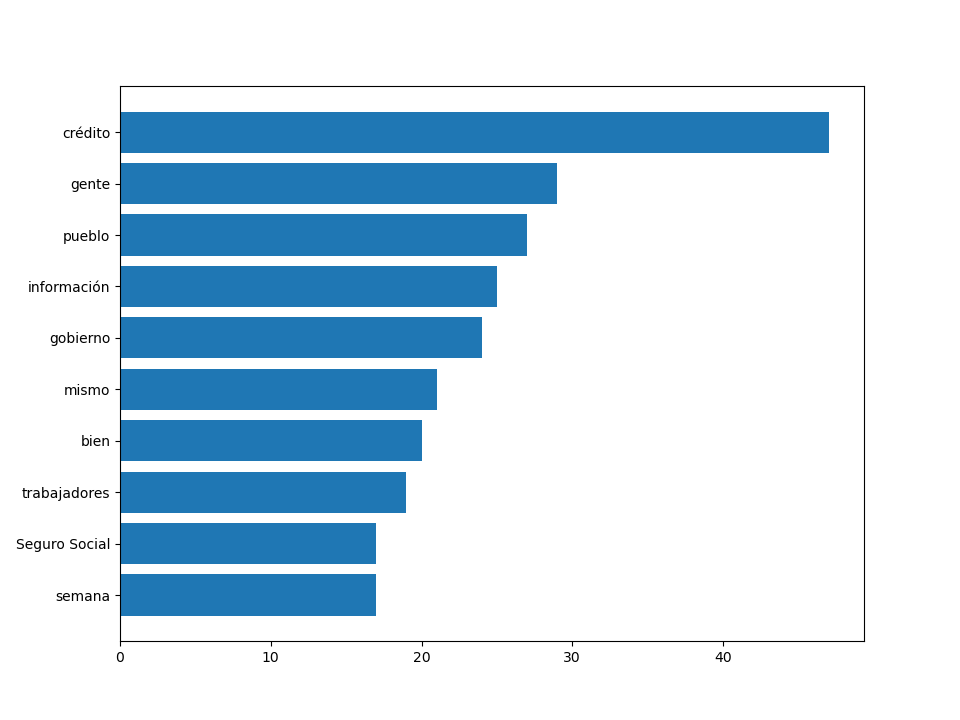 crédito
gente
pueblo
información
gobierno
mismo
bien
trabajadores
Seguro Social
semana
0 10 20 30 40